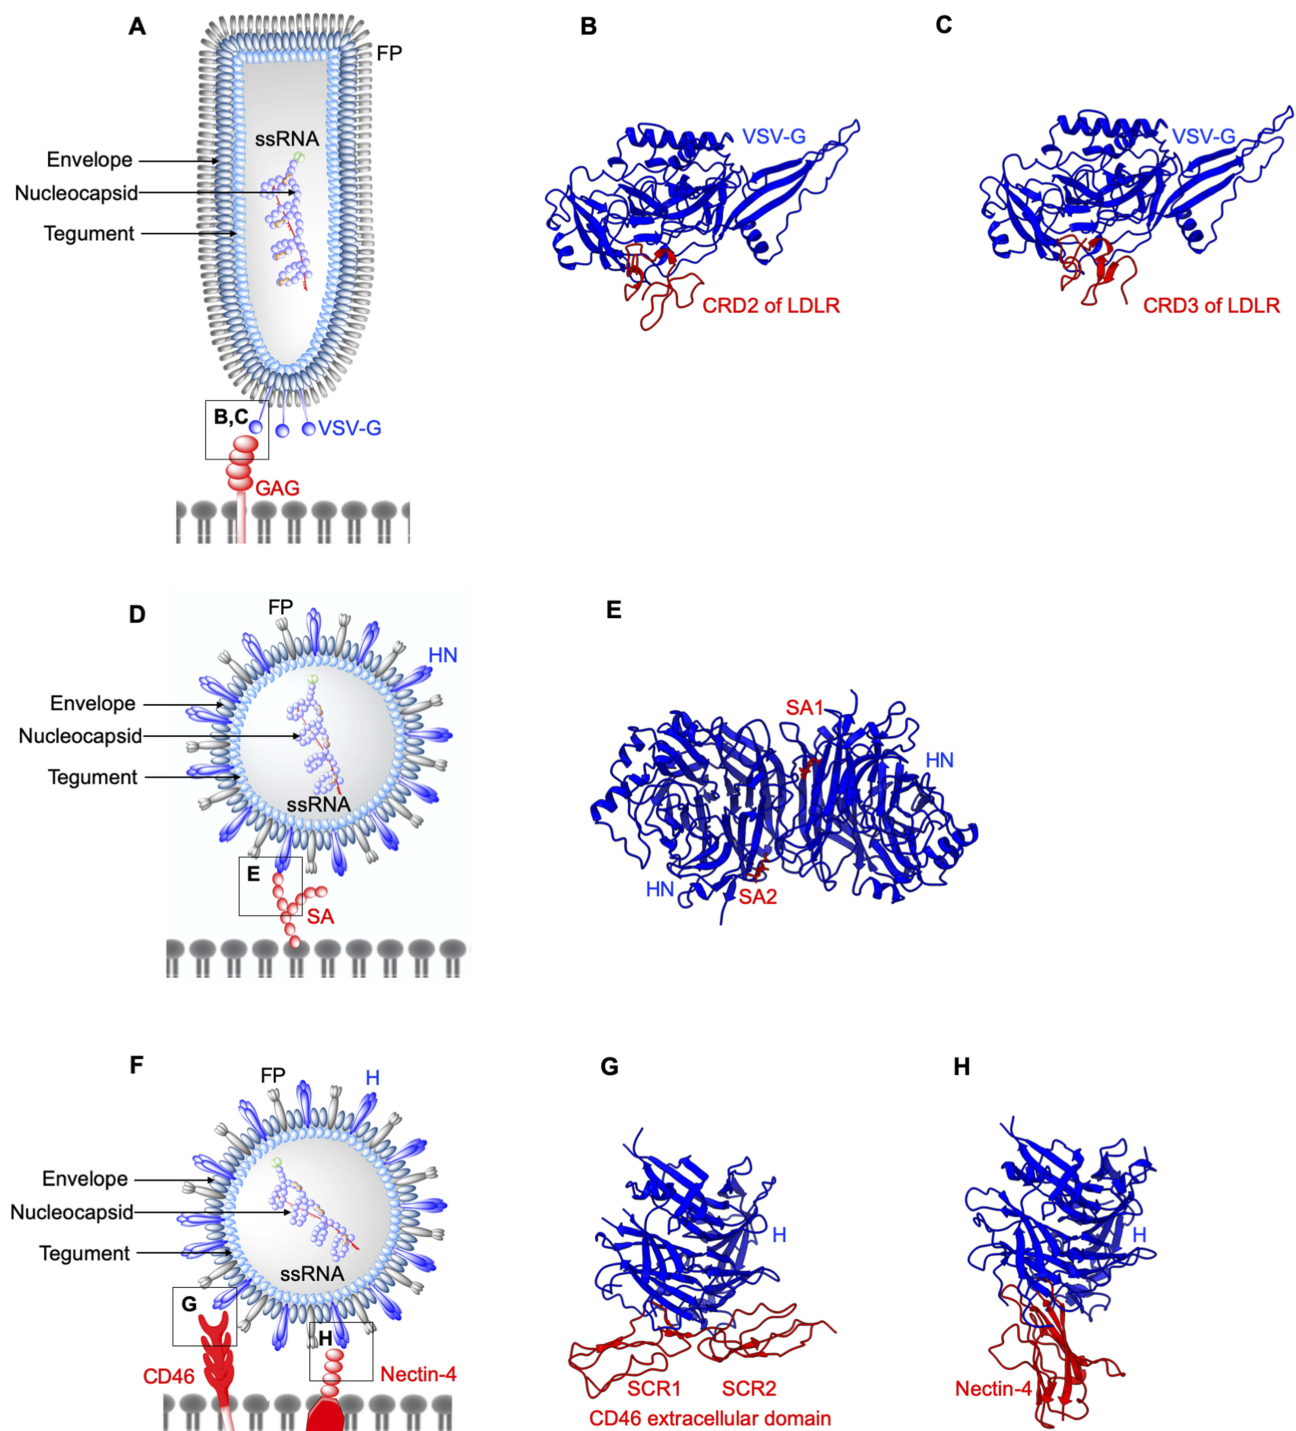 A
FP
ssRNA
Envelope
Nucleocapsid
Tegument
B,C
VSV-G
GAG
B
VSV-G
CRD2 of LDLR
C
VSV-G
CRD3 of LDLR
D
FP
HN
Envelope
Nucleocapsid
Tegument
ssRNA
E
SA
E
SA1
HN
HN
SA2
F
FP
H
Envelope
Nucleocapsid
Tegument
ssRNA
G
H
CD46
Nectin-4
G
H
SCR1 SCR2
CD46 extracellular domain
H
H
Nectin-4